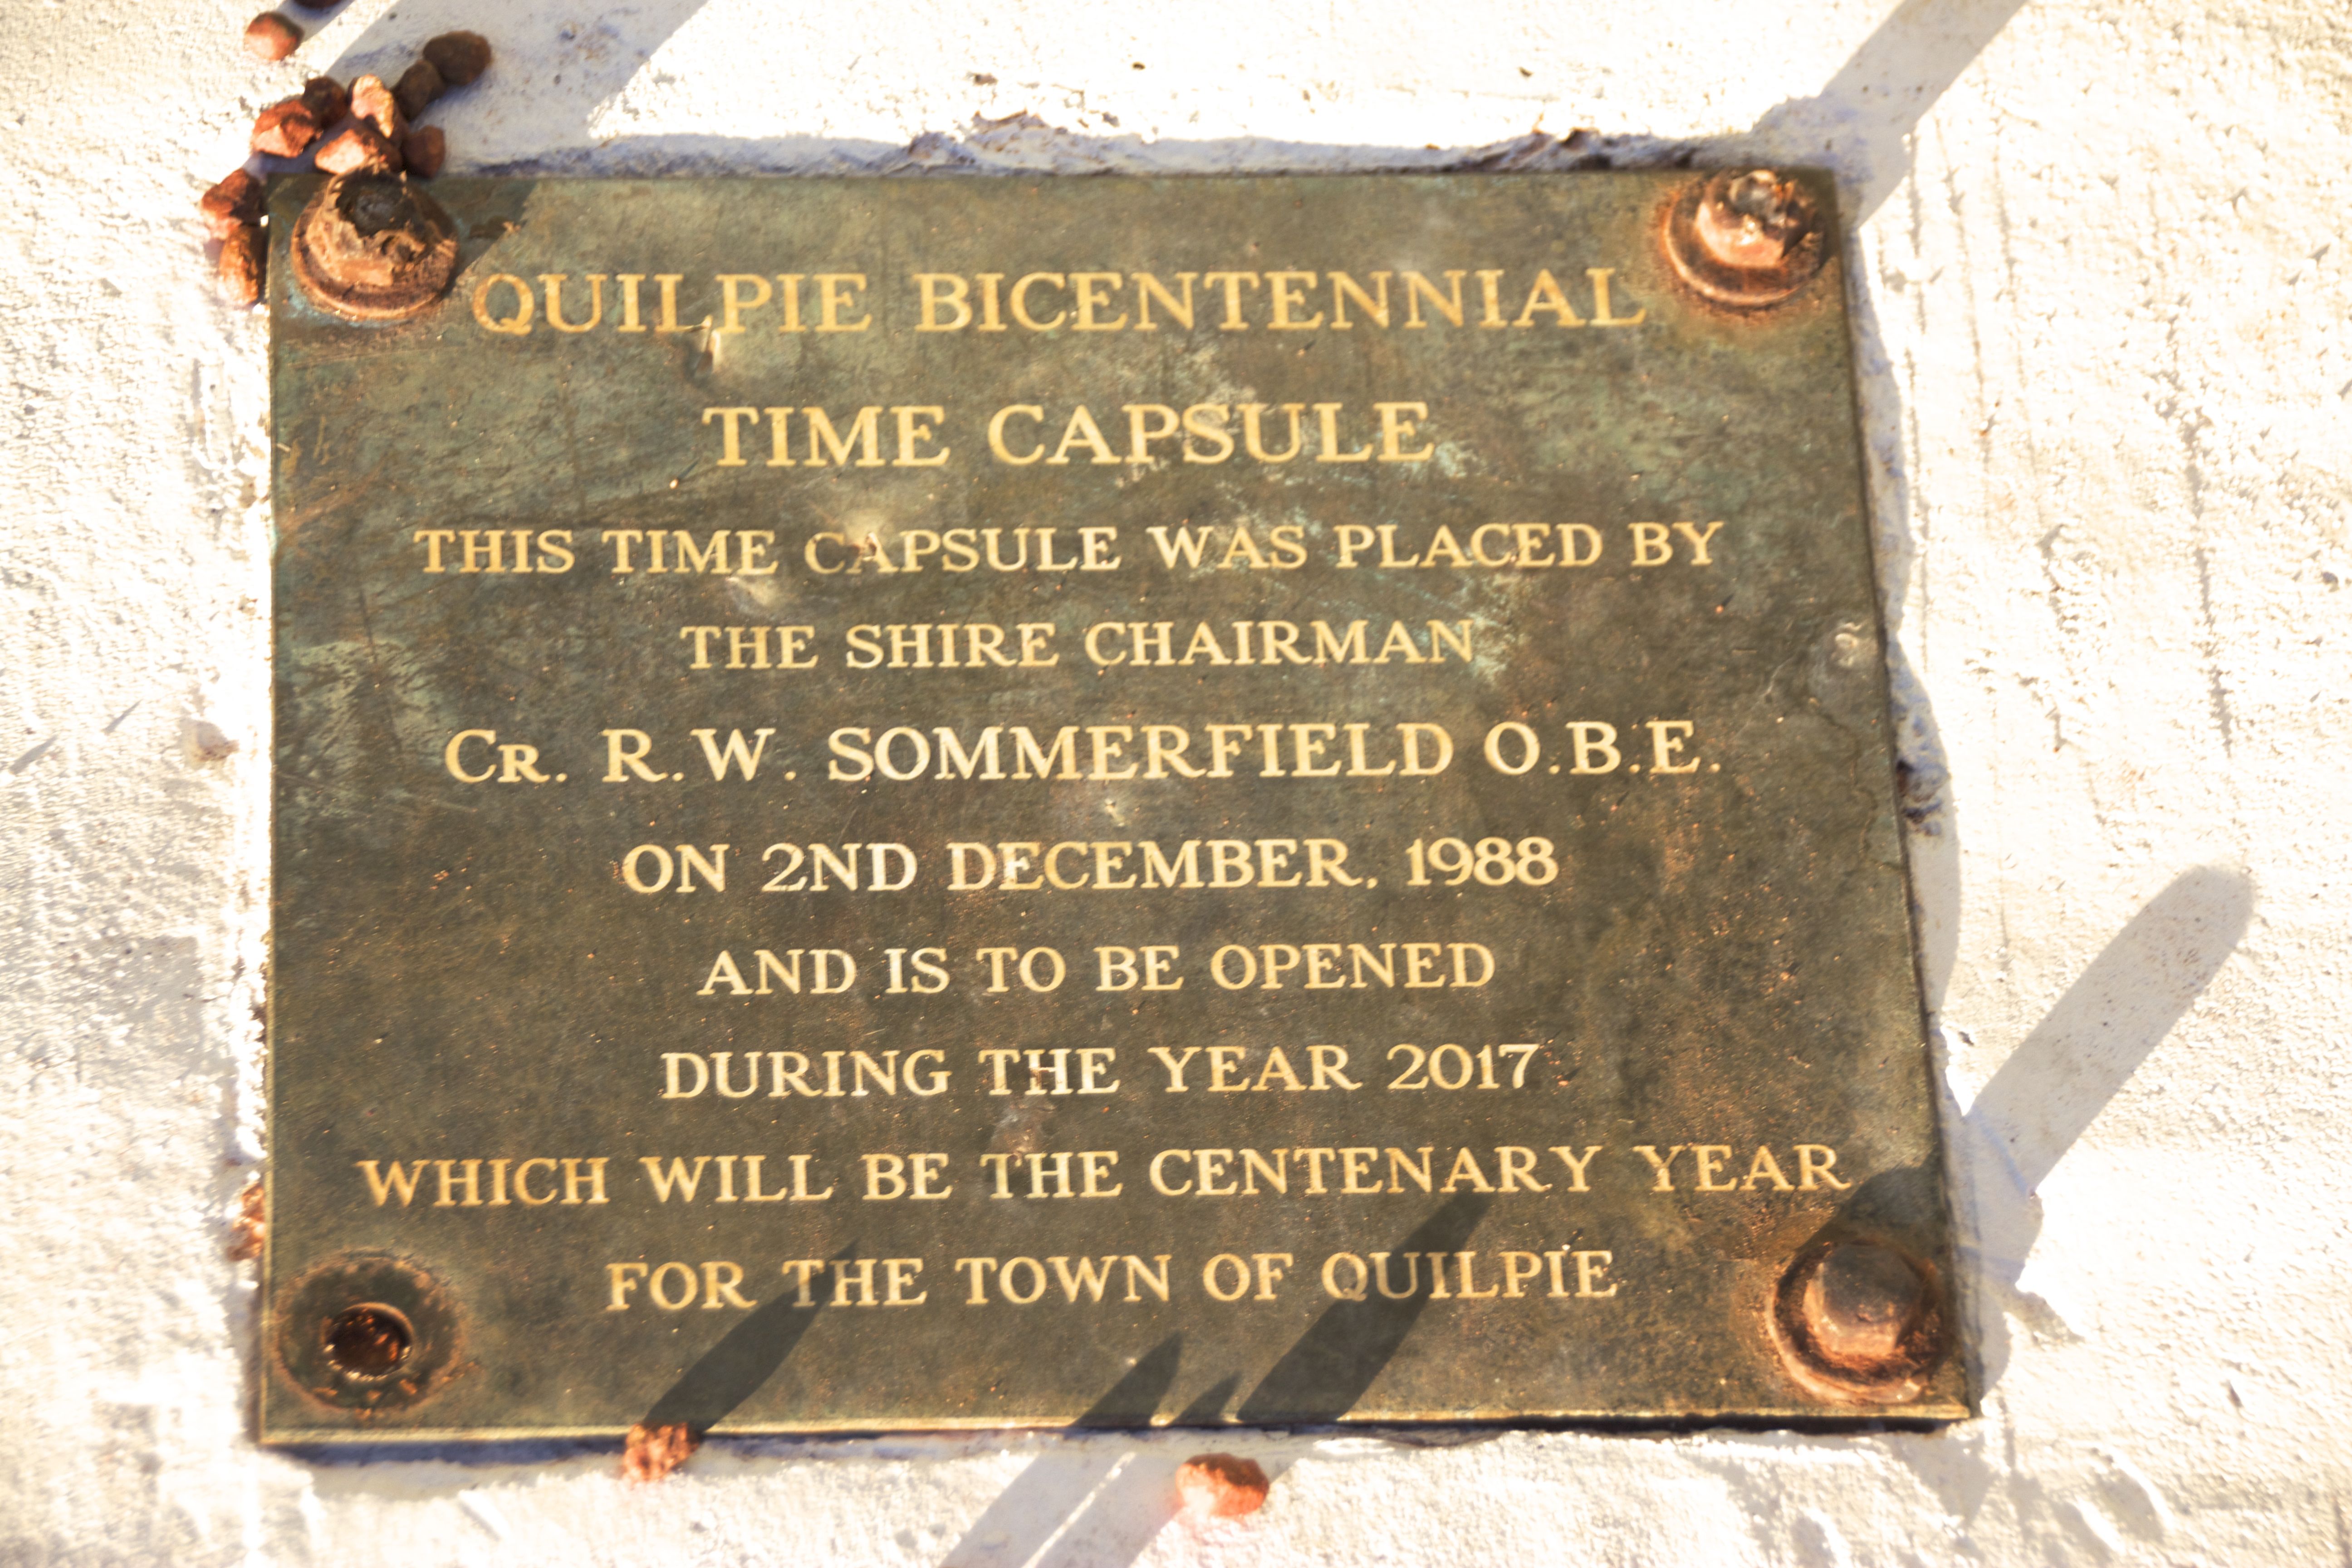 QUILPIE BICENTENNIAL
TIME CAPSULE
THIS TIME CAPSULE WAS PLACED BY
THE SHIRE CHAIRMAN
CR. R.W. SOMMERFIELD O.B.E.
ON 2ND DECEMBER, 1988
AND IS TO BE OPENED
DURING THE YEAR 2017
WHICH WILL BE THE CENTENARY YEAR
FOR THE TOWN OF QUILPIE